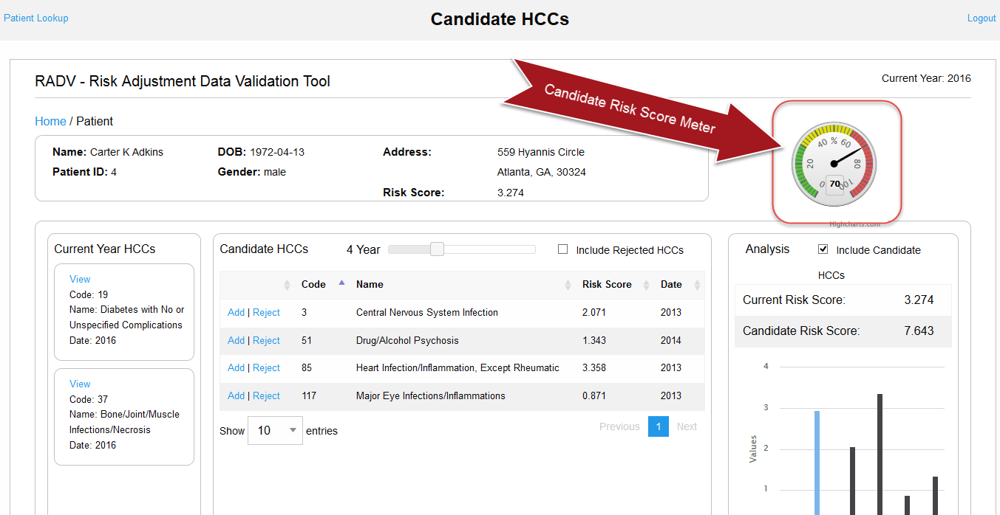 Patient Lookup
Candidate HCCs
Logout
RADV - Risk Adjustment Data Validation Tool
Current Year: 2016
Candidate Risk Score Meter
Home / Patient
Name: Carter K Adkins
DOB: 1972-04-13
Address:
559 Hyannis Circle
Patient ID: 4
Gender: male
Atlanta, GA, 30324
Risk Score:
3.274
0
20
40
%
60
80
100
70
Highcharts.com
Current Year HCCs
View
Code: 19
Name: Diabetes with No or
Unspecified Complications
Date: 2016
View
Code: 37
Name: Bone/Joint/Muscle
Infections/Necrosis
Date: 2016
Candidate HCCs
4 Year
Include Rejected HCCs
Code Name Risk Score Date
Add | Reject 3 Central Nervous System Infection 2.071 2013
Add | Reject 51 Drug/Alcohol Psychosis 1.343 2014
Add | Reject 85 Heart Infection/Inflammation, Except Rheumatic 3.358 2013
Add | Reject 117 Major Eye Infections/Inflammations 0.871 2013
Show 10 entries
Previous 1 Next
Analysis
Include Candidate
HCCs
Current Risk Score: 3.274
Candidate Risk Score: 7.643
4
3
2
1
Values